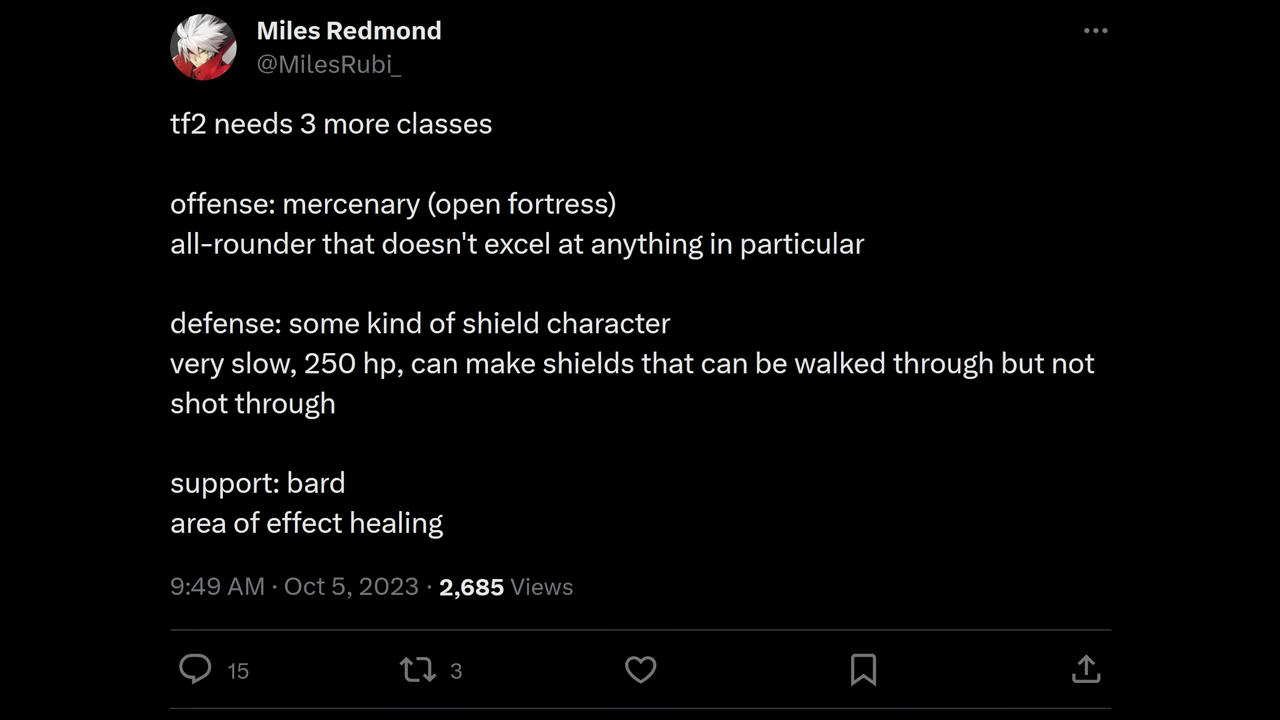 Miles Redmond
@MilesRubi_
tf2 needs 3 more classes
offense: mercenary (open fortress)
all-rounder that doesn't excel at anything in particular
defense: some kind of shield character
very slow, 250 hp, can make shields that can be walked through but not
shot through
support: bard
area of effect healing
9:49 AM · Oct 5, 2023 · 2,685 Views
15 3